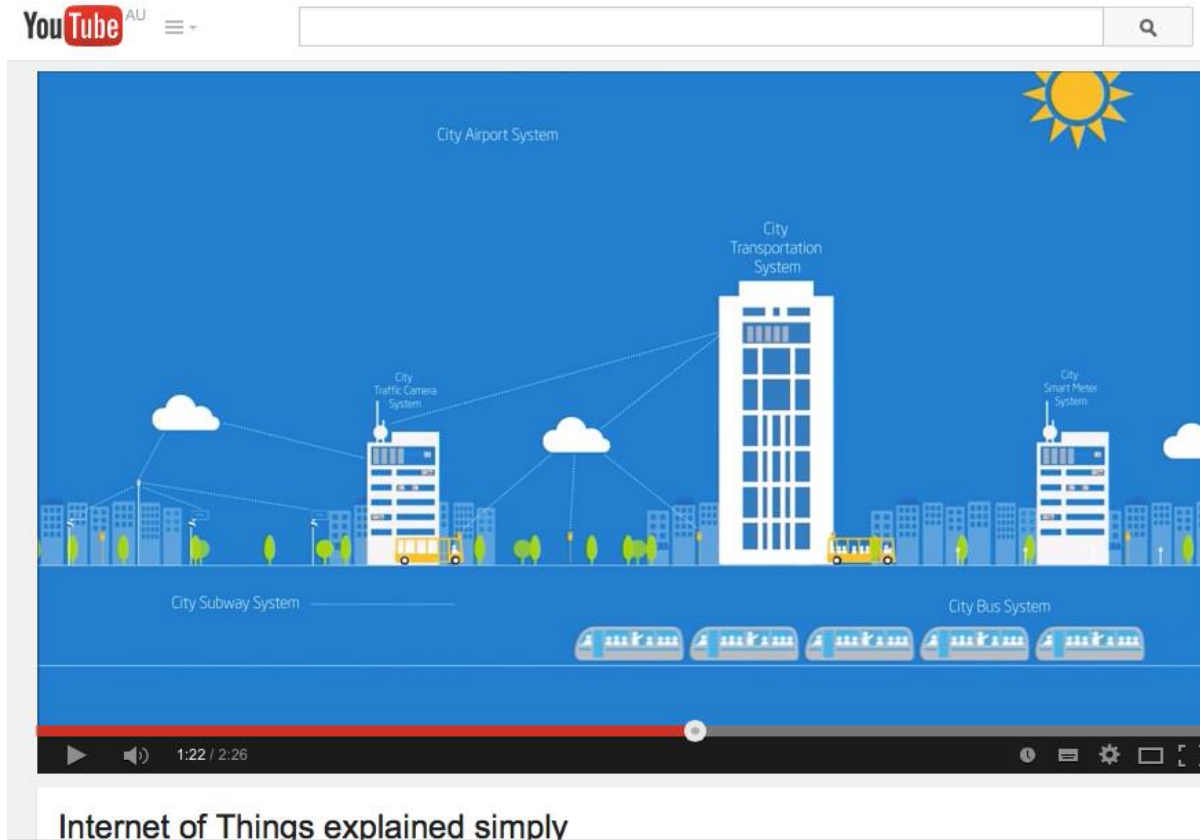 YouTube AU
City Airport System
City
Transportation
System
City
Traffic Camera
System
City
Smart Meter
System
City Subway System
City Bus System
1:22 / 2:26
Internet of Things explained simply